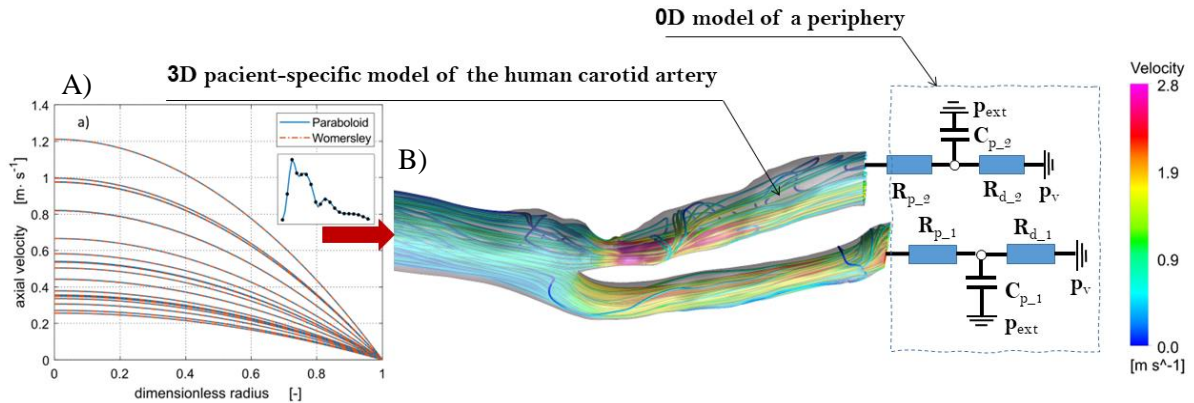 0D model of a periphery
3D pacient-specific model of the human carotid artery
A)
a)
Paraboloid
Womersley
1.4
1.2
1
0.8
0.6
0.4
0.2
0
axial velocity [m· s⁻¹]
0 0.2 0.4 0.6 0.8 1
dimensionless radius [-]
B)
p_ext
C_p_2
R_p_2
R_d_2
p_v
R_p_1
R_d_1
C_p_1
p_v
p_ext
Velocity
2.8
1.9
0.9
0.0
[m s^-1]